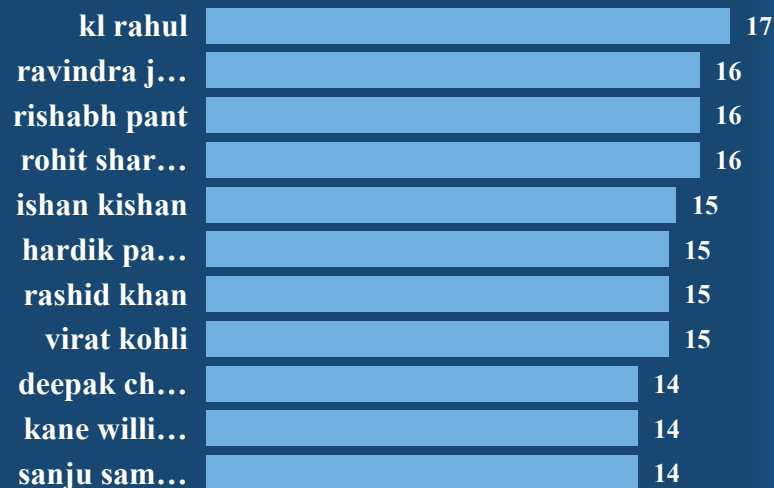 kl rahul 17
ravindra j... 16
rishabh pant 16
rohit shar... 16
ishan kishan 15
hardik pa... 15
rashid khan 15
virat kohli 15
deepak ch... 14
kane willi... 14
sanju sam... 14